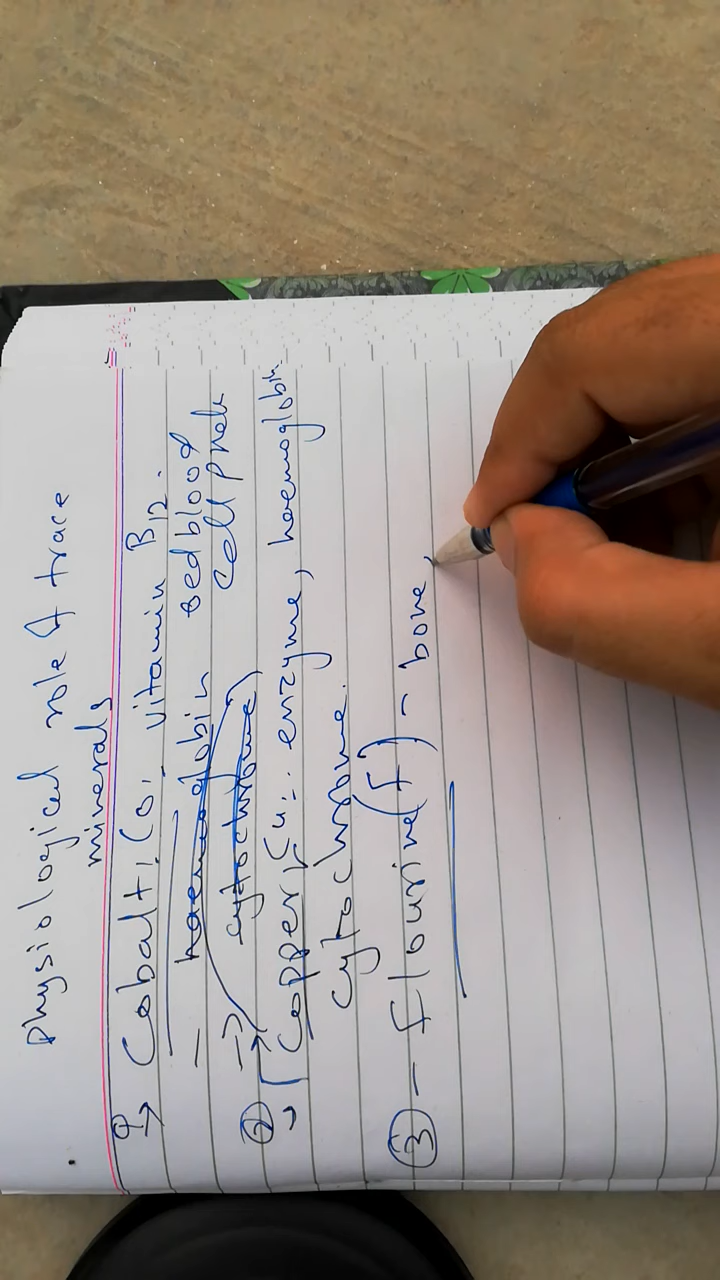 physiological role of trace
minerals
① → Cobalt, Co, vitamin B12.
- haemoglobin red blood
→ cytochrome) cell
② → Copper, Cu:. enzyme, haemoglobin
cytochrome.
③ - flourine(F) - bone,